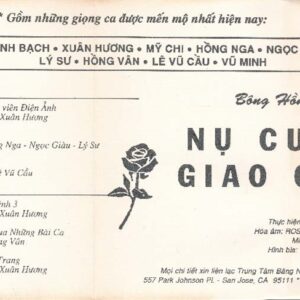 * Gồm những giọng ca được mến mộ nhất hiện nay:
NH BẠCH • XUÂN HƯƠNG • MỸ CHI • HỒNG NGA • NGỌC
LÝ SƯ • HỒNG VÂN • LÊ VŨ CẦU • VŨ MINH
viên Điện Ảnh
Xuân Hương
Nga - Ngọc Giàu - Lý Sư
Vũ Cầu
nh 3
Xuân Hương
ua Những Bài Ca
ng Vân
Trang
Xuân Hương
Bông Hồ
NỤ CƯ
GIAO
Thực hiện
Hòa âm: ROS
Hình bìa:
Mọi chi tiết xin liên lạc Trung Tâm Băng N
557 Park Johnson Pl. - San Jose, CA 95111